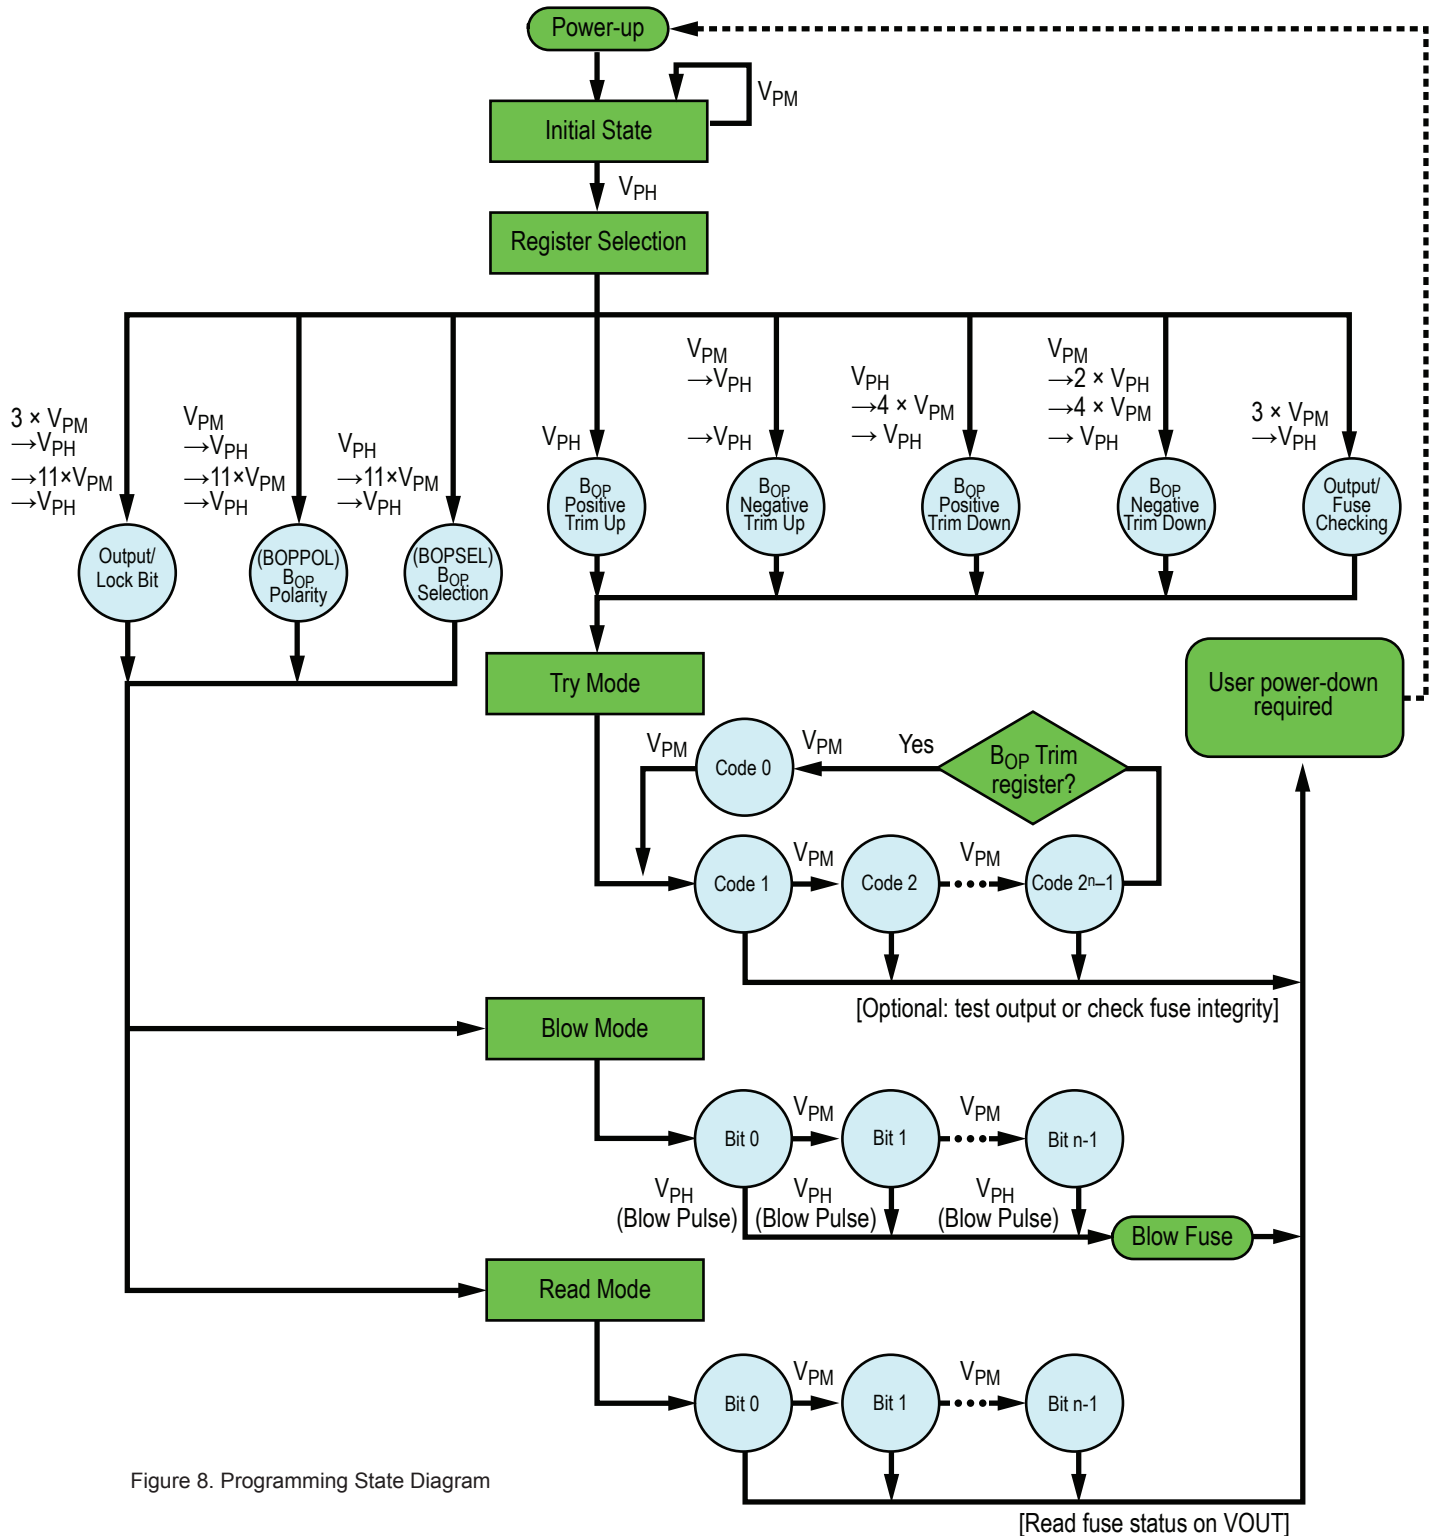 Power-up
VPM
Initial State
VPH
Register Selection
3 × VPM
→VPH
→11×VPM
→VPH
VPM
→VPH
→11×VPM
→VPH
VPH
→11×VPM
→VPH
VPH
VPM
→VPH
→VPH
VPH
→4 × VPM
→ VPH
VPM
→2 × VPH
→4 × VPM
→ VPH
3 × VPM
→VPH
Output/
Lock Bit
(BOPPOL)
BOP
Polarity
(BOPSEL)
BOP
Selection
BOP
Positive
Trim Up
BOP
Negative
Trim Up
BOP
Positive
Trim Down
BOP
Negative
Trim Down
Output/
Fuse
Checking
Try Mode
User power-down
required
VPM
Code 0
VPM
Yes
BOP Trim
register?
Code 1
VPM
Code 2
VPM
Code 2ⁿ–1
[Optional: test output or check fuse integrity]
Blow Mode
Bit 0
VPM
Bit 1
VPM
Bit n-1
VPH
(Blow Pulse)
VPH
(Blow Pulse)
VPH
(Blow Pulse)
Blow Fuse
Read Mode
Bit 0
VPM
Bit 1
VPM
Bit n-1
Figure 8. Programming State Diagram
[Read fuse status on VOUT]